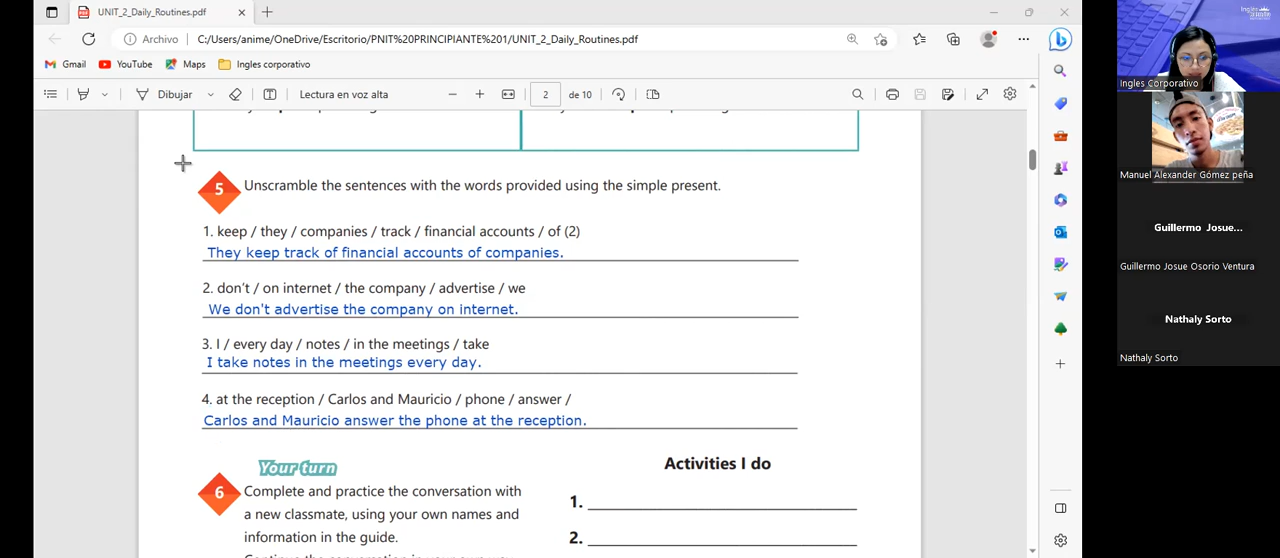 UNIT_2_Daily_Routines.pdf
Archivo
C:/Users/anime/OneDrive/Escritorio/PNIT%20PRINCIPIANTE%201/UNIT_2_Daily_Routines.pdf
Gmail
YouTube
Maps
Ingles corporativo
Dibujar
Lectura en voz alta
2
de 10
5
Unscramble the sentences with the words provided using the simple present.
1. keep / they / companies / track / financial accounts / of (2)
They keep track of financial accounts of companies.
2. don't / on internet / the company / advertise / we
We don't advertise the company on internet.
3. I / every day / notes / in the meetings / take
I take notes in the meetings every day.
4. at the reception / Carlos and Mauricio / phone / answer /
Carlos and Mauricio answer the phone at the reception.
Your turn
6
Complete and practice the conversation with
a new classmate, using your own names and
information in the guide.
Activities I do
1.
2.
Ingles Corporativo
Manuel Alexander Gómez peña
Guillermo Josue...
Guillermo Josue Osorio Ventura
Nathaly Sorto
Nathaly Sorto